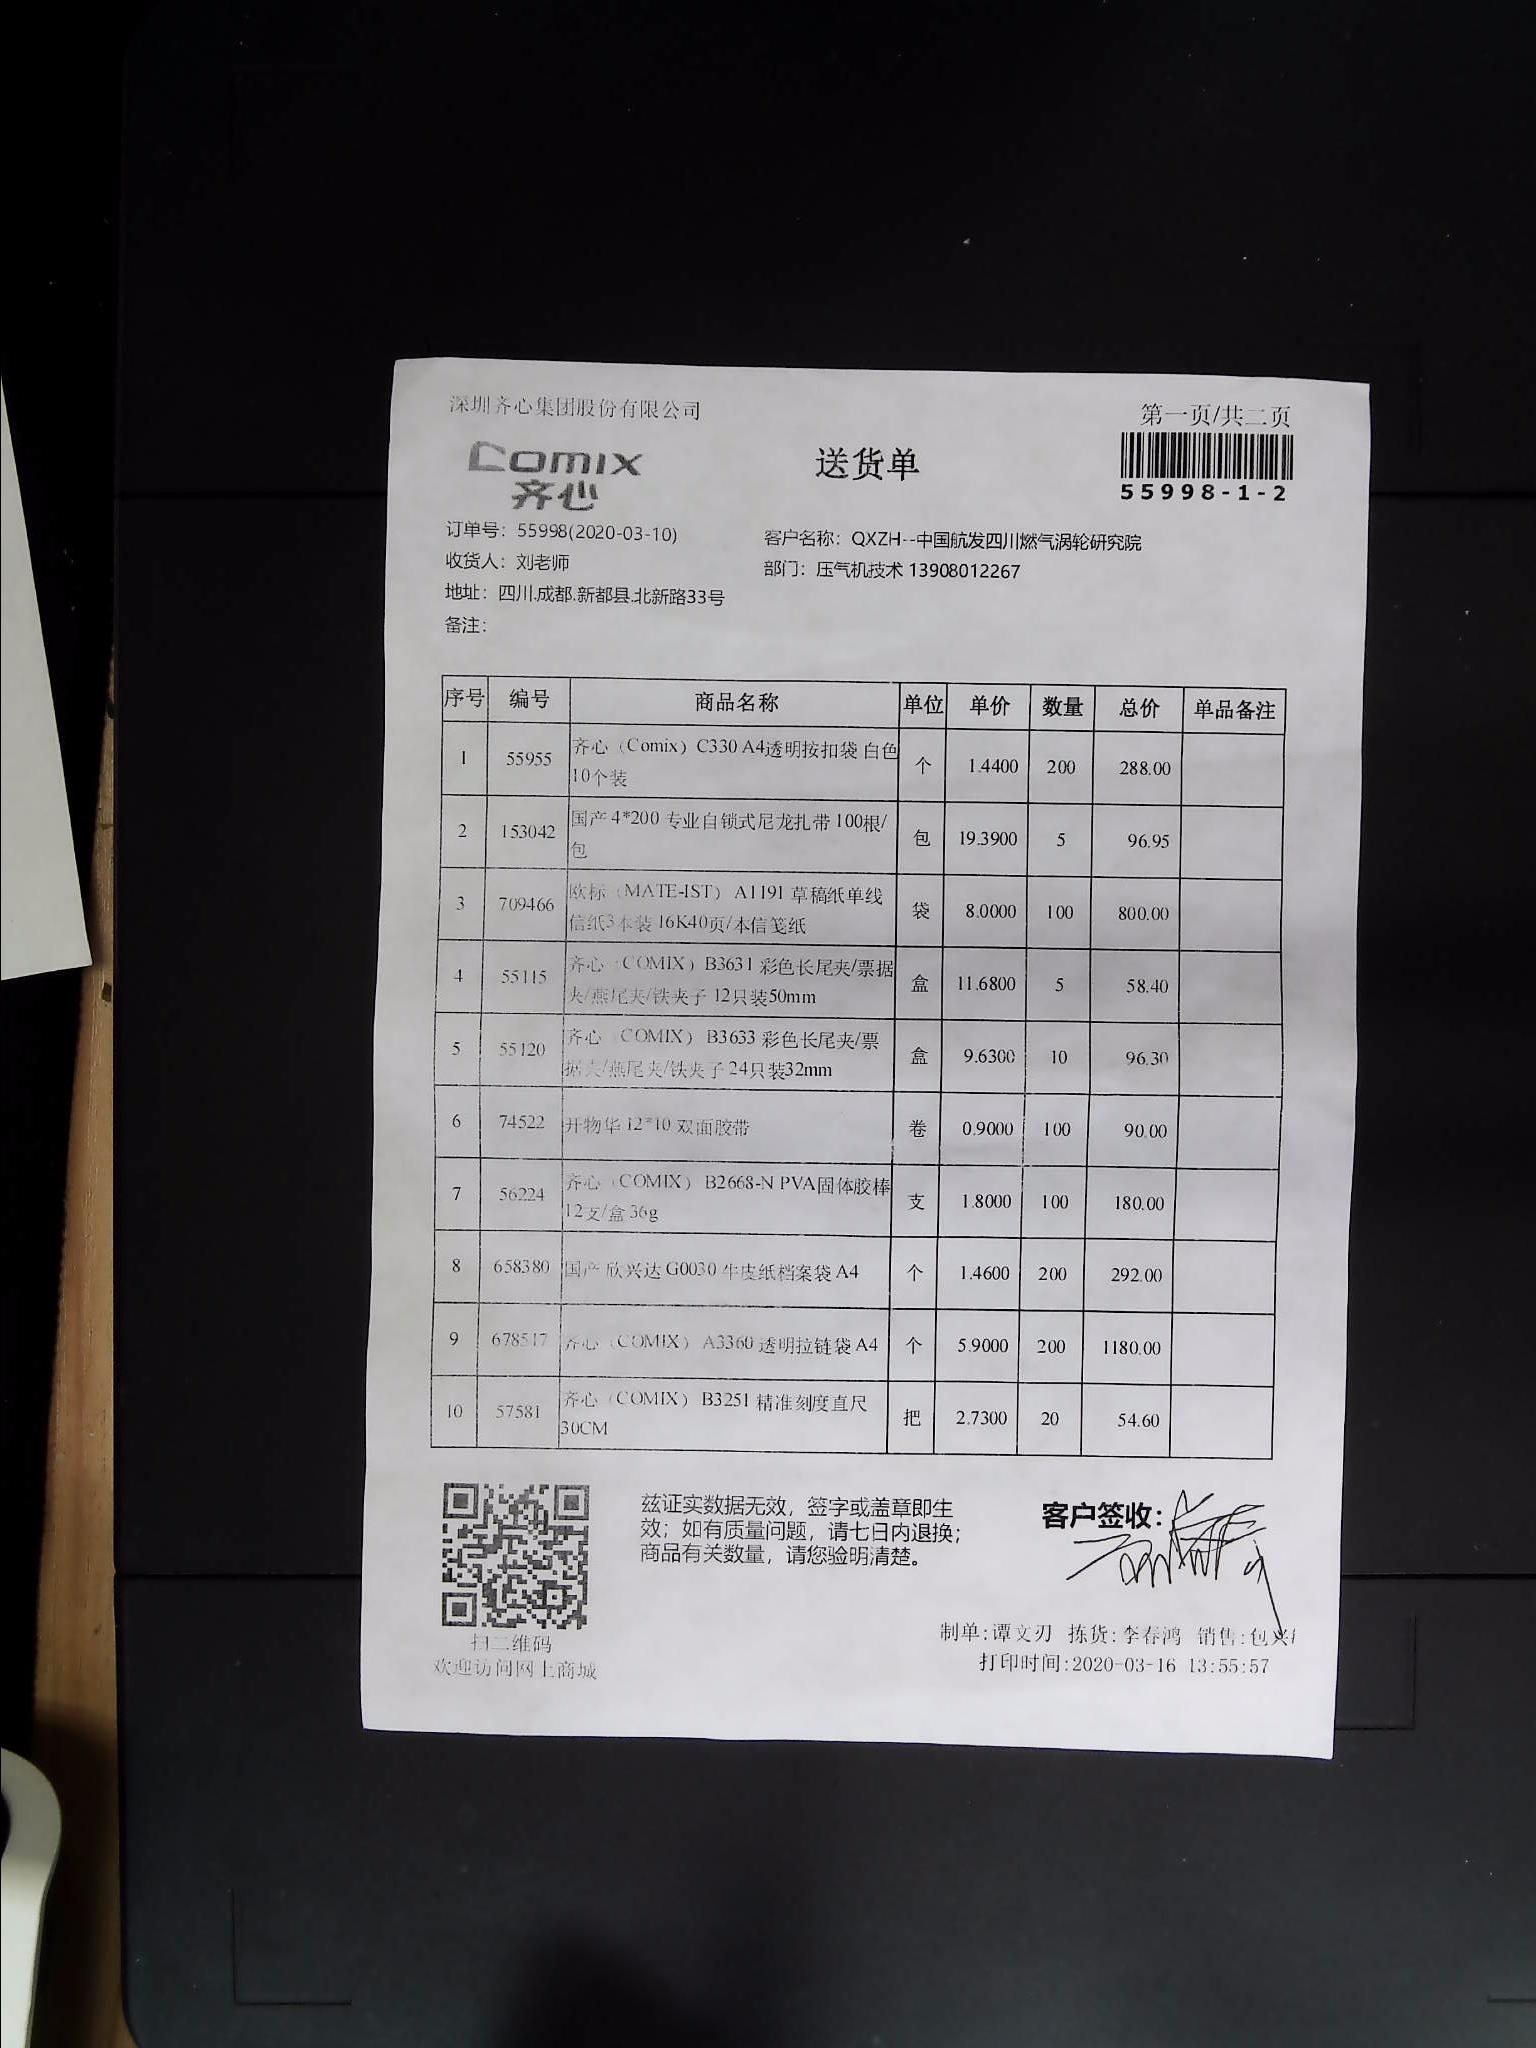 深圳齐心集团股份有限公司
第一页/共二页
comix
齐心
送货单
55998-1-2
订单号：55998(2020-03-10)
客户名称：QXZH--中国航发四川燃气涡轮研究院
收货人：刘老师
部门：压气机技术 13908012267
地址：四川.成都.新都县.北新路33号
备注：
序号 编号 商品名称 单位 单价 数量 总价 单品备注
1 55955 齐心（Comix）C330 A4透明按扣袋 白色 个 1.4400 200 288.00
10个装
2 153042 国产 4*200 专业自锁式尼龙扎带 100根/ 包 19.3900 5 96.95
包
3 709466 欧标（MATE-IST） A1191 草稿纸单线 袋 8.0000 100 800.00
信纸3本装 16K40页/本信笺纸
4 55115 齐心（COMIX）B3631 彩色长尾夹/票据 盒 11.6800 5 58.40
夹/燕尾夹/铁夹子 12只装50mm
5 55120 齐心（COMIX） B3633 彩色长尾夹/票 盒 9.6300 10 96.30
据夹/燕尾夹/铁夹子 24只装32mm
6 74522 开物华 12*10 双面胶带 卷 0.9000 100 90.00
7 56224 齐心（COMIX） B2668-N PVA固体胶棒 支 1.8000 100 180.00
12支/盒 36g
8 658380 国产 欣兴达 G0030 牛皮纸档案袋 A4 个 1.4600 200 292.00
9 678517 齐心（COMIX） A3360 透明拉链袋 A4 个 5.9000 200 1180.00
10 57581 齐心（COMIX） B3251 精准刻度直尺 把 2.7300 20 54.60
30CM
兹证实数据无效，签字或盖章即生
效；如有质量问题，请七日内退换；
商品有关数量，请您验明清楚。
客户签收：
扫二维码
欢迎访问网上商城
制单:谭文刃 拣货:李春鸿 销售:包兴
打印时间:2020-03-16 13:55:57